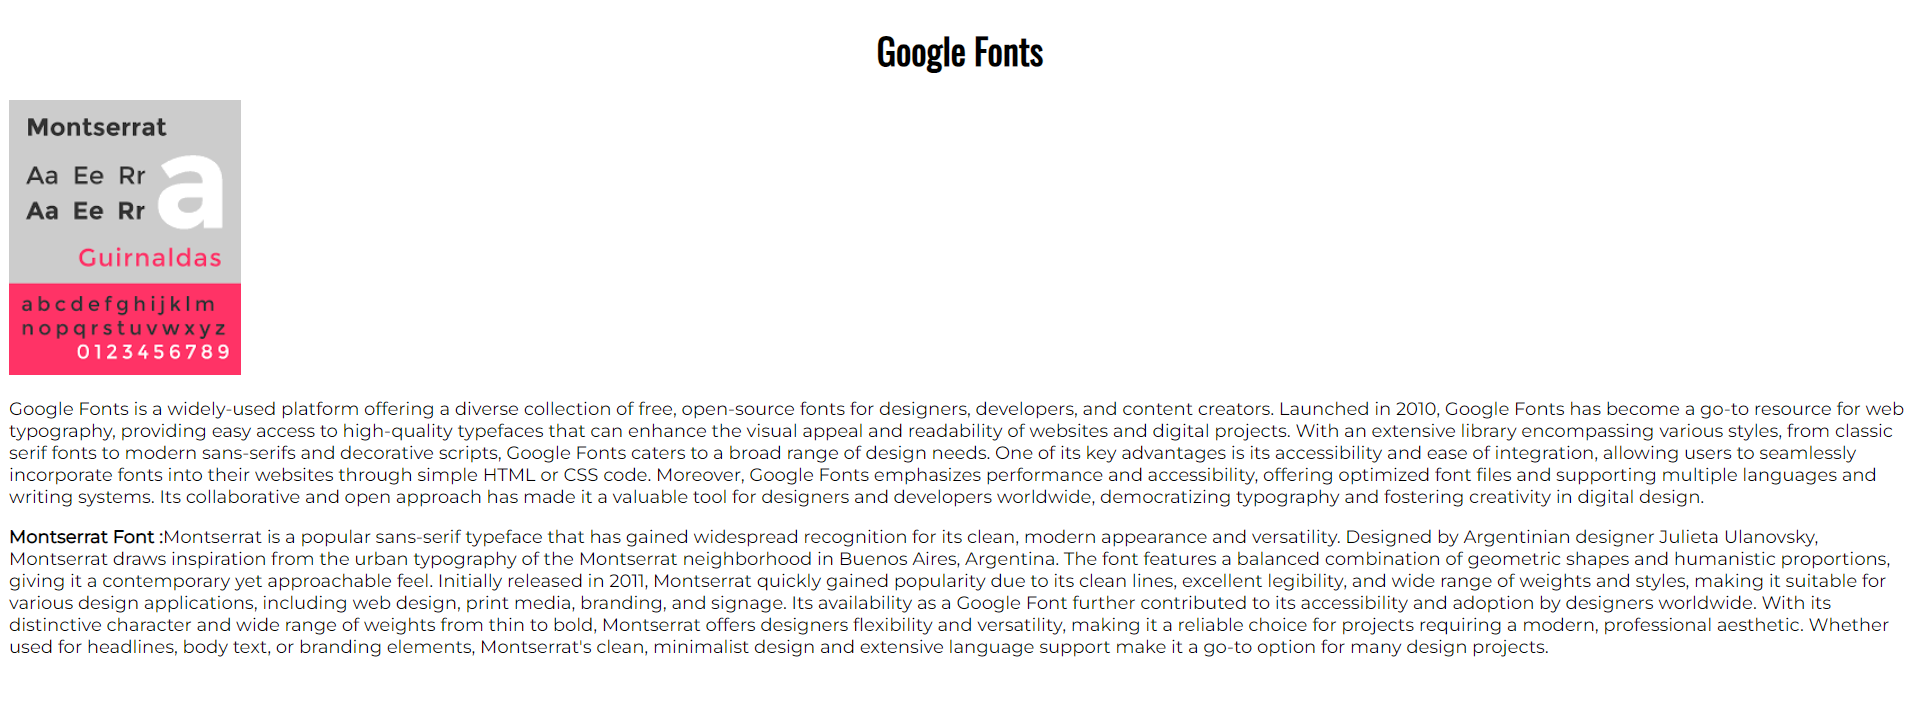 Google Fonts
Montserrat
Aa Ee Rr
a
Aa Ee Rr
Guirnaldas
abcdefghijklm
nopqrstuvwxyz
0123456789
Google Fonts is a widely-used platform offering a diverse collection of free, open-source fonts for designers, developers, and content creators. Launched in 2010, Google Fonts has become a go-to resource for web
typography, providing easy access to high-quality typefaces that can enhance the visual appeal and readability of websites and digital projects. With an extensive library encompassing various styles, from classic
serif fonts to modern sans-serifs and decorative scripts, Google Fonts caters to a broad range of design needs. One of its key advantages is its accessibility and ease of integration, allowing users to seamlessly
incorporate fonts into their websites through simple HTML or CSS code. Moreover, Google Fonts emphasizes performance and accessibility, offering optimized font files and supporting multiple languages and
writing systems. Its collaborative and open approach has made it a valuable tool for designers and developers worldwide, democratizing typography and fostering creativity in digital design.
Montserrat Font :Montserrat is a popular sans-serif typeface that has gained widespread recognition for its clean, modern appearance and versatility. Designed by Argentinian designer Julieta Ulanovsky,
Montserrat draws inspiration from the urban typography of the Montserrat neighborhood in Buenos Aires, Argentina. The font features a balanced combination of geometric shapes and humanistic proportions,
giving it a contemporary yet approachable feel. Initially released in 2011, Montserrat quickly gained popularity due to its clean lines, excellent legibility, and wide range of weights and styles, making it suitable for
various design applications, including web design, print media, branding, and signage. Its availability as a Google Font further contributed to its accessibility and adoption by designers worldwide. With its
distinctive character and wide range of weights from thin to bold, Montserrat offers designers flexibility and versatility, making it a reliable choice for projects requiring a modern, professional aesthetic. Whether
used for headlines, body text, or branding elements, Montserrat's clean, minimalist design and extensive language support make it a go-to option for many design projects.